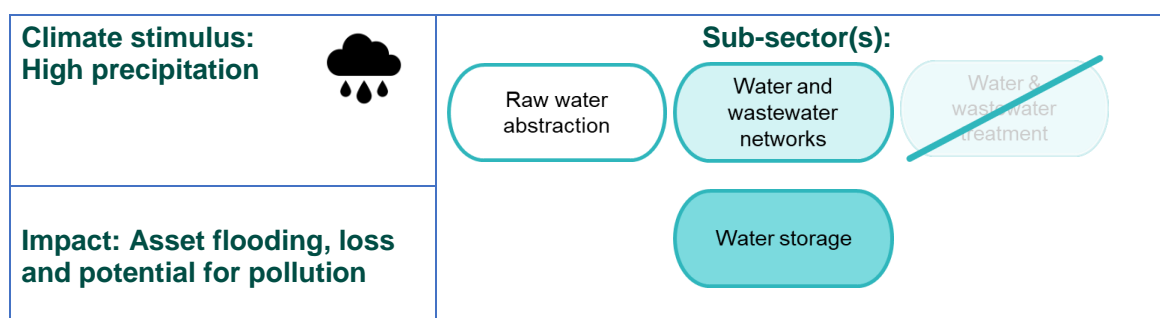 Climate stimulus:
High precipitation
Sub-sector(s):
Raw water
abstraction
Water and
wastewater
networks
Water &
wastewater
treatment
Water storage
Impact: Asset flooding, loss
and potential for pollution